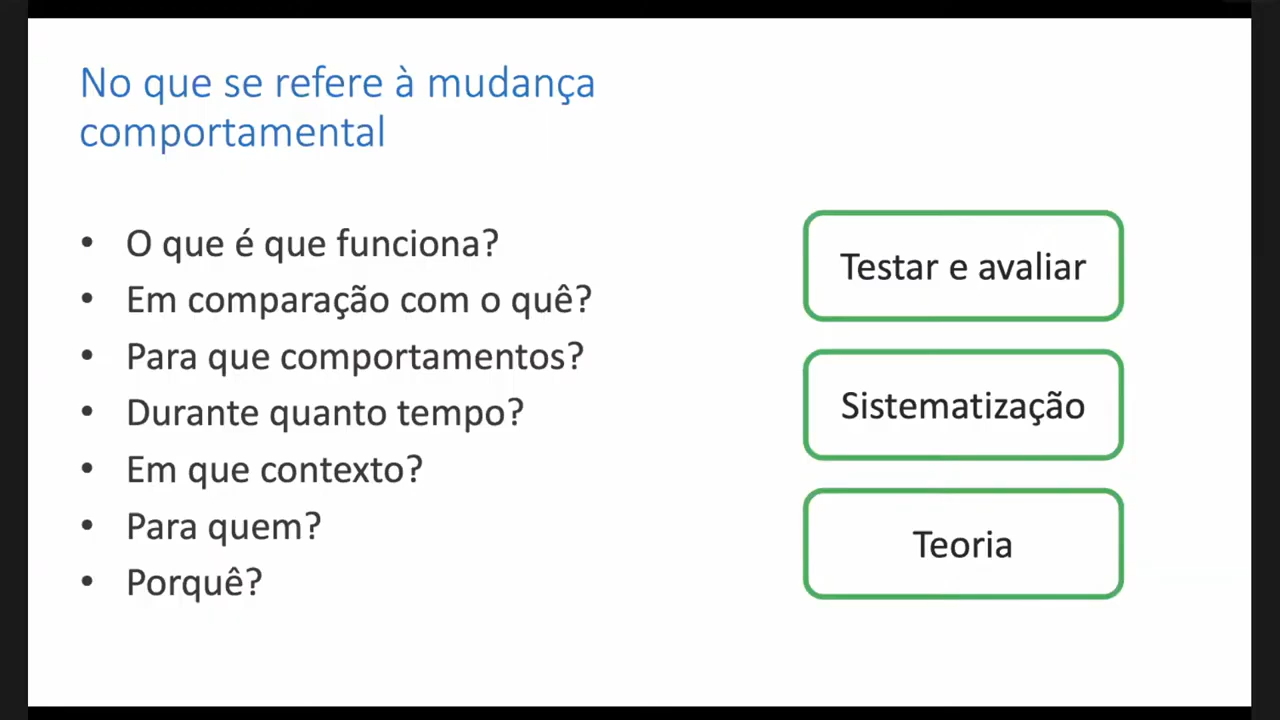 No que se refere à mudança
comportamental
• O que é que funciona?
• Em comparação com o quê?
• Para que comportamentos?
• Durante quanto tempo?
• Em que contexto?
• Para quem?
• Porquê?
Testar e avaliar
Sistematização
Teoria